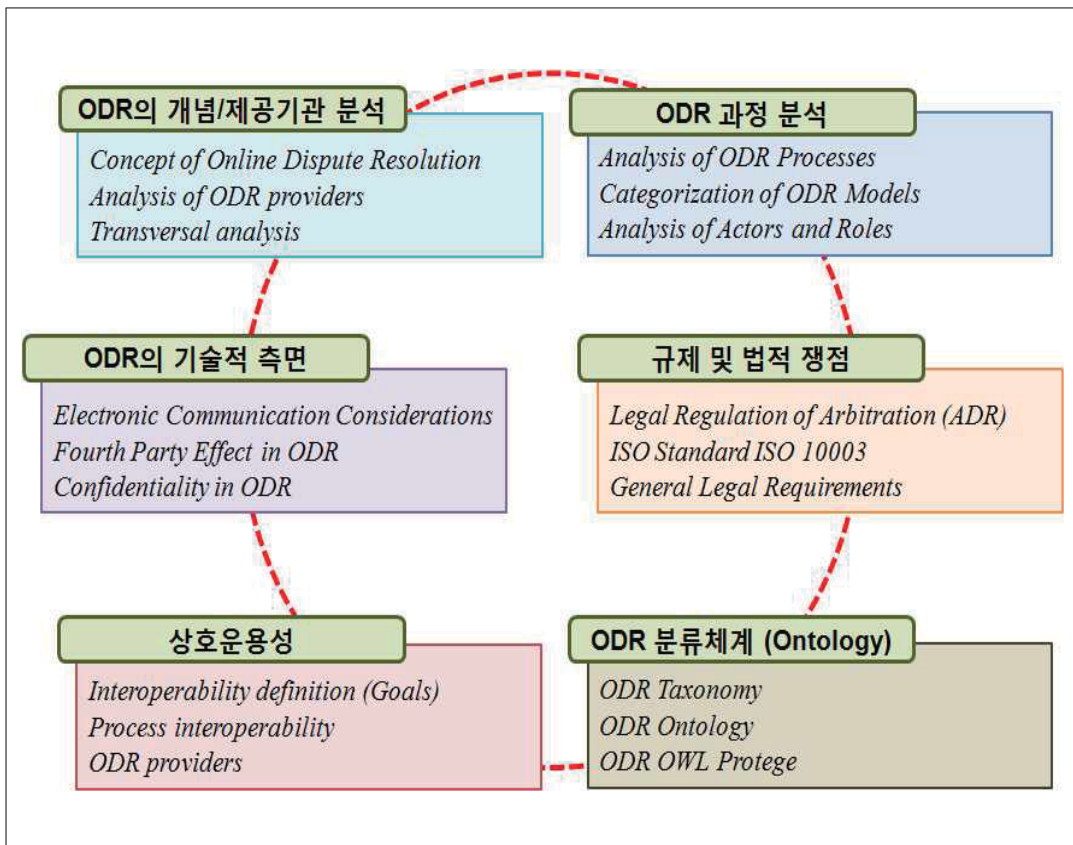 ODR의 개념/제공기관 분석
Concept of Online Dispute Resolution
Analysis of ODR providers
Transversal analysis
ODR 과정 분석
Analysis of ODR Processes
Categorization of ODR Models
Analysis of Actors and Roles
ODR의 기술적 측면
Electronic Communication Considerations
Fourth Party Effect in ODR
Confidentiality in ODR
규제 및 법적 쟁점
Legal Regulation of Arbitration (ADR)
ISO Standard ISO 10003
General Legal Requirements
상호운용성
Interoperability definition (Goals)
Process interoperability
ODR providers
ODR 분류체계 (Ontology)
ODR Taxonomy
ODR Ontology
ODR OWL Protege